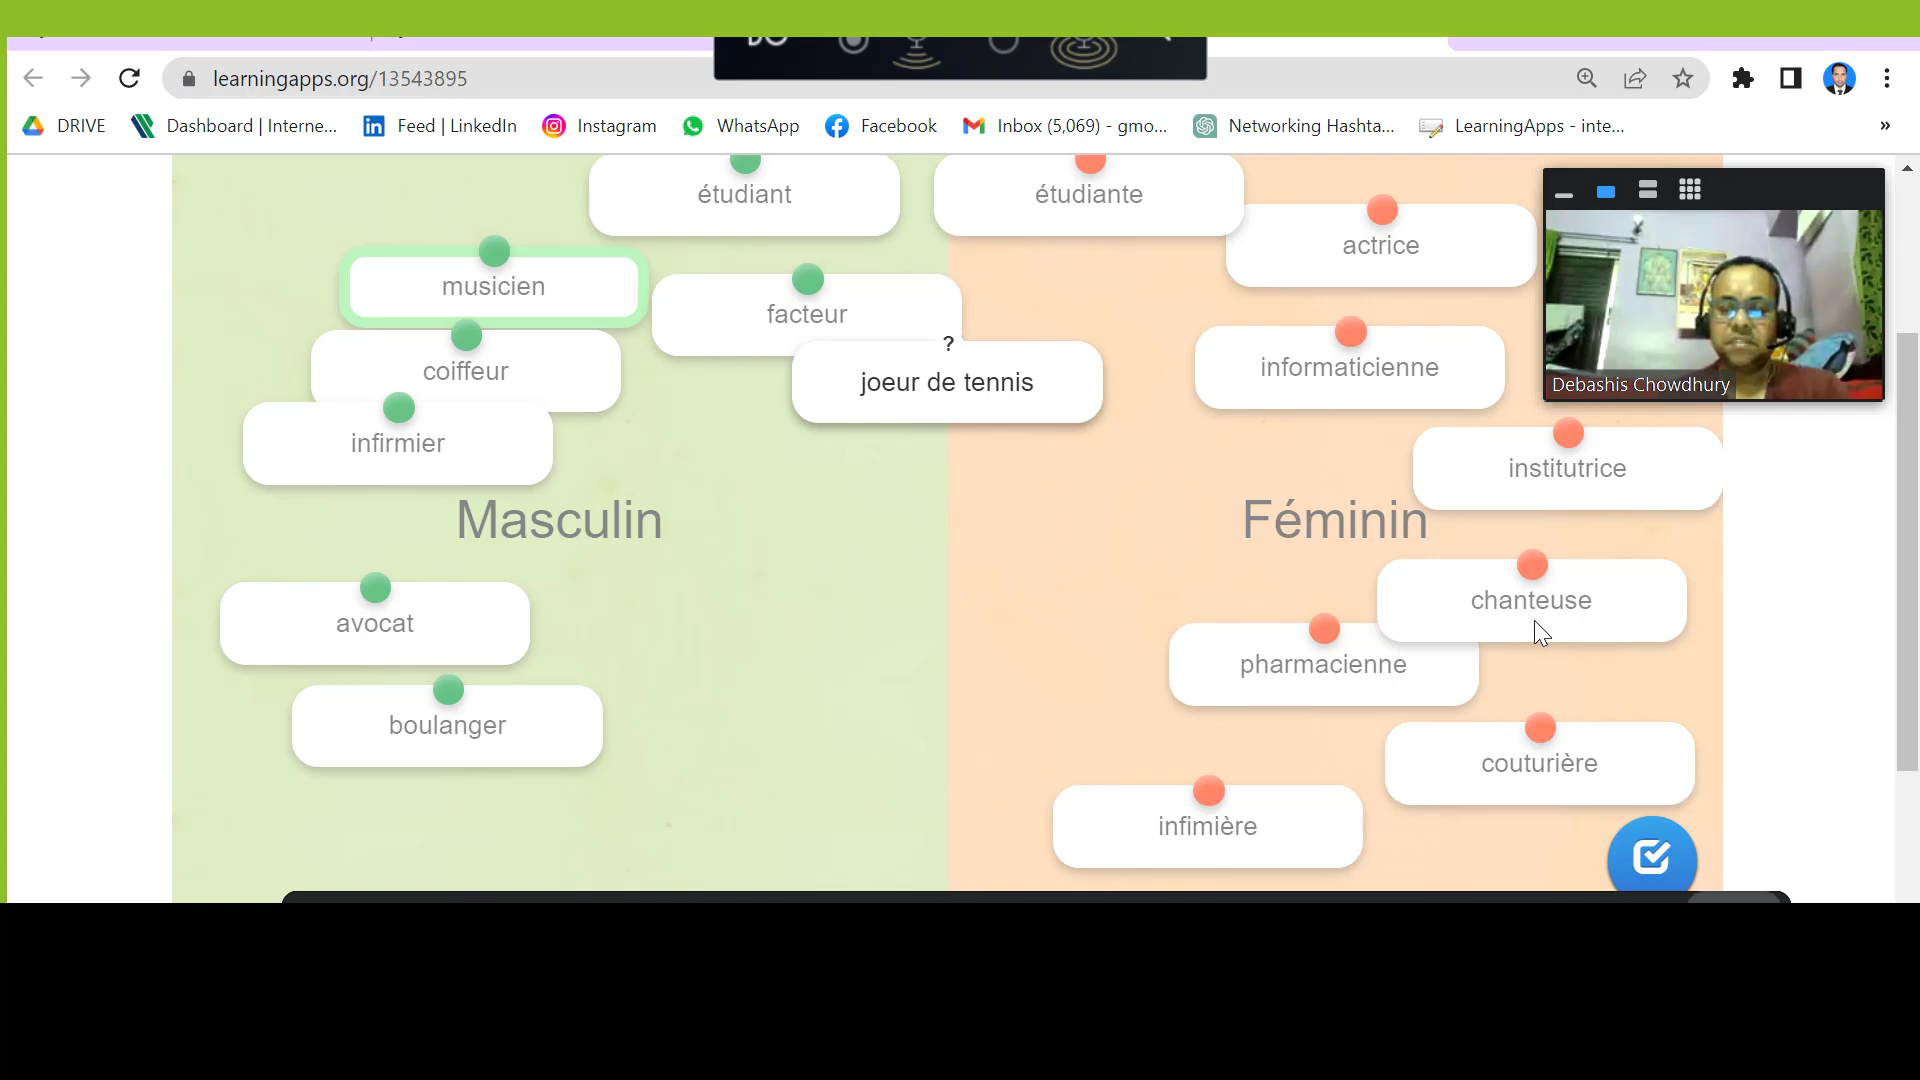 learningapps.org/13543895
DRIVE
Dashboard | Interne...
Feed | LinkedIn
Instagram
WhatsApp
Facebook
Inbox (5,069) - gmo...
Networking Hashta...
LearningApps - inte...
»
étudiant
étudiante
actrice
musicien
facteur
?
joeur de tennis
coiffeur
informaticienne
Debashis Chowdhury
infirmier
institutrice
Masculin
Féminin
chanteuse
avocat
pharmacienne
boulanger
couturière
infimière